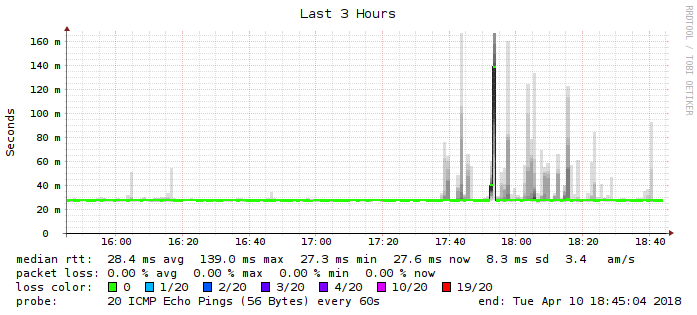 Last 3 Hours
RRDTOOL / TOBI OETIKER
Seconds
160 m
140 m
120 m
100 m
80 m
60 m
40 m
20 m
0
16:00 16:20 16:40 17:00 17:20 17:40 18:00 18:20 18:40
median rtt: 28.4 ms avg 139.0 ms max 27.3 ms min 27.6 ms now 8.3 ms sd 3.4 am/s
packet loss: 0.00 % avg 0.00 % max 0.00 % min 0.00 % now
loss color: 0 1/20 2/20 3/20 4/20 10/20 19/20
probe: 20 ICMP Echo Pings (56 Bytes) every 60s end: Tue Apr 10 18:45:04 2018